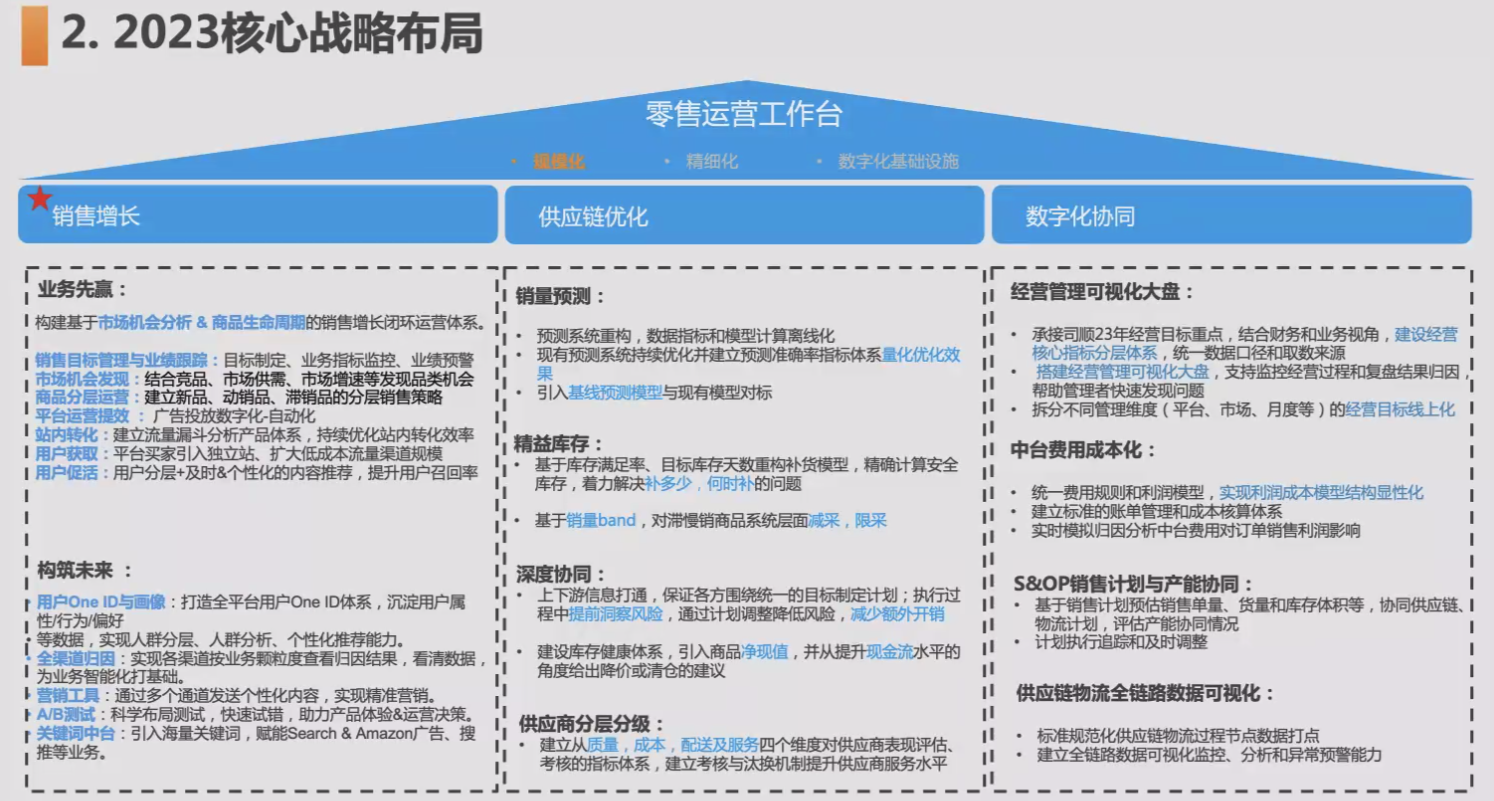 2. 2023核心战略布局
零售运营工作台
• 规模化
• 精细化
• 数字化基础设施
销售增长
供应链优化
数字化协同
业务先赢：
构建基于市场机会分析 & 商品生命周期的销售增长闭环运营体系。
销售目标管理与业绩跟踪：目标制定、业务指标监控、业绩预警
市场机会发现：结合竞品、市场供需、市场增速等发现品类机会
商品分层运营：建立新品、动销品、滞销品的分层销售策略
平台运营提效 ：广告投放数字化-自动化
站内转化：建立流量漏斗分析产品体系，持续优化站内转化效率
用户获取：平台买家引入独立站、扩大低成本流量渠道规模
用户促活：用户分层+及时&个性化的内容推荐，提升用户召回率
构筑未来 ：
• 用户One ID与画像：打造全平台用户One ID体系，沉淀用户属
性/行为/偏好
• 等数据，实现人群分层、人群分析、个性化推荐能力。
• 全渠道归因：实现各渠道按业务颗粒度查看归因结果，看清数据，
为业务智能化打基础。
• 营销工具：通过多个通道发送个性化内容，实现精准营销。
• A/B测试：科学布局测试，快速试错，助力产品体验&运营决策。
• 关键词中台：引入海量关键词，赋能Search & Amazon广告、搜
推等业务。
销量预测：
• 预测系统重构，数据指标和模型计算离线化
• 现有预测系统持续优化并建立预测准确率指标体系量化优化效
果
• 引入基线预测模型与现有模型对标
精益库存：
• 基于库存满足率、目标库存天数重构补货模型，精确计算安全
库存，着力解决补多少，何时补的问题
• 基于销量band，对滞慢销商品系统层面减采，限采
深度协同：
• 上下游信息打通，保证各方围绕统一的目标制定计划；执行过
程中提前洞察风险，通过计划调整降低风险，减少额外开销
• 建设库存健康体系，引入商品净现值，并从提升现金流水平的
角度给出降价或清仓的建议
供应商分层分级：
• 建立从质量，成本，配送及服务四个维度对供应商表现评估、
考核的指标体系，建立考核与汰换机制提升供应商服务水平
经营管理可视化大盘：
• 承接司顺23年经营目标重点，结合财务和业务视角，建设经营
核心指标分层体系，统一数据口径和取数来源
• 搭建经营管理可视化大盘，支持监控经营过程和复盘结果归因，
帮助管理者快速发现问题
• 拆分不同管理维度（平台、市场、月度等）的经营目标线上化
中台费用成本化：
• 统一费用规则和利润模型，实现利润成本模型结构显性化
• 建立标准的账单管理和成本核算体系
• 实时模拟归因分析中台费用对订单销售利润影响
S&OP销售计划与产能协同：
• 基于销售计划预估销售单量、货量和库存体积等，协同供应链、
物流计划，评估产能协同情况
• 计划执行追踪和及时调整
供应链物流全链路数据可视化：
• 标准规范化供应链物流过程节点数据打点
• 建立全链路数据可视化监控、分析和异常预警能力